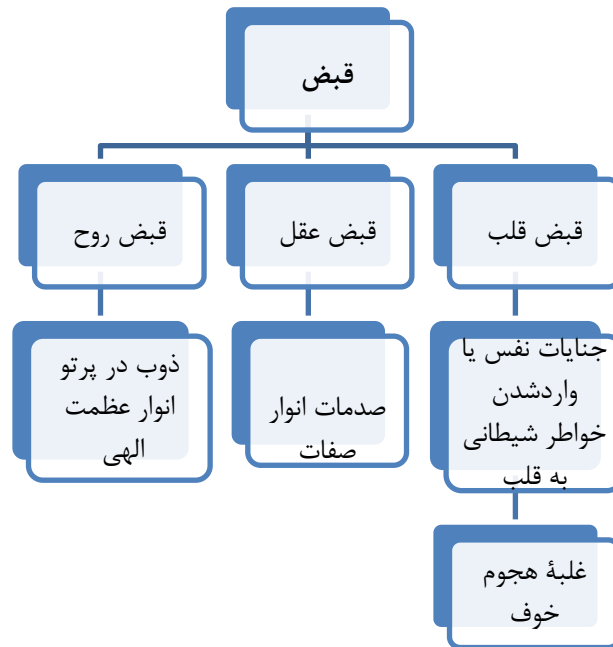 قبض
قبض قلب
قبض عقل
قبض روح
جنایات نفس یا
واردشدن
خواطر شیطانی
به قلب
صدمات انوار
صفات
ذوب در پرتو
انوار عظمت
الهی
غلبۀ هجوم
خوف